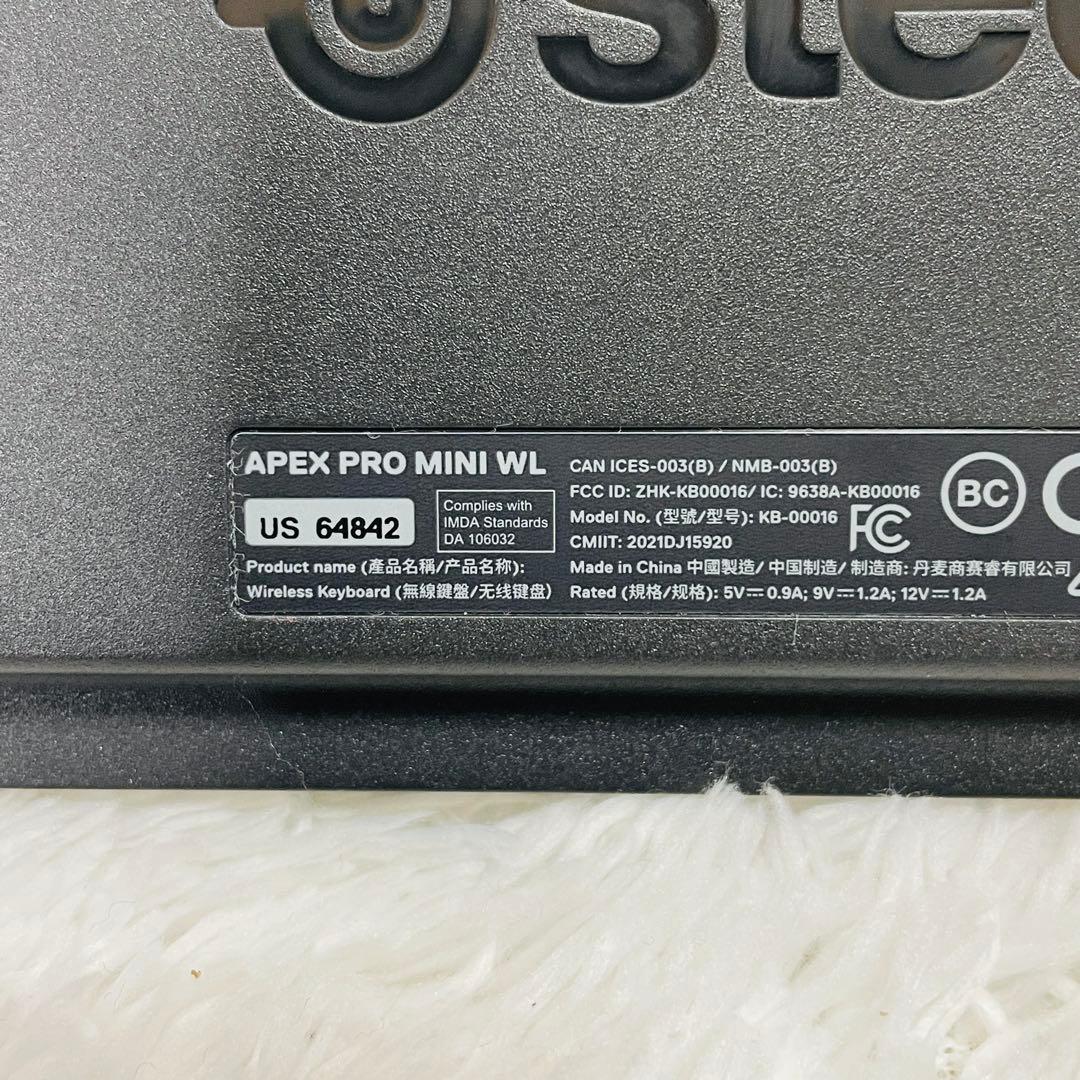 stee
APEX PRO MINI WL
US 64842
Complies with
IMDA Standards
DA 106032
Product name (產品名稱/产品名称):
Wireless Keyboard (無線鍵盤/无线键盘)
CAN ICES-003(B) / NMB-003(B)
FCC ID: ZHK-KB00016/ IC: 9638A-KB00016
Model No. (型號/型号): KB-00016
CMIIT: 2021DJ15920
Made in China 中國製造/ 中国制造/ 制造商: 丹麦商赛睿有限公司
Rated (規格/规格): 5V⎓0.9A; 9V⎓1.2A; 12V⎓1.2A
FC
BC